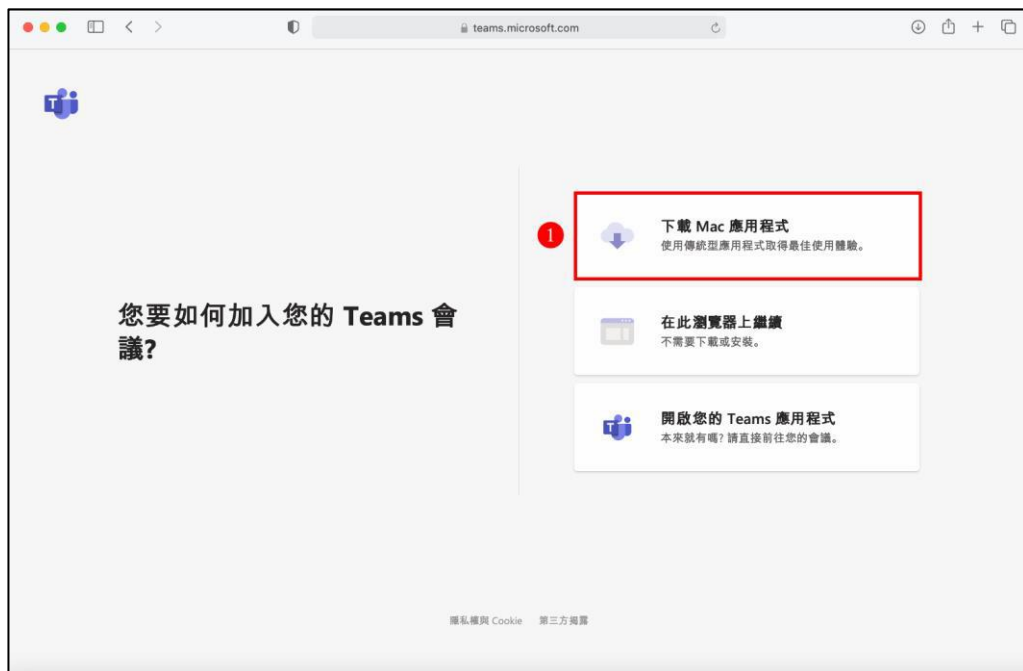 teams.microsoft.com
1
下載 Mac 應用程式
使用傳統型應用程式取得最佳使用體驗。
您要如何加入您的 Teams 會
議?
在此瀏覽器上繼續
不需要下載或安裝。
開啟您的 Teams 應用程式
本來就有嗎? 請直接前往您的會議。
隱私權與 Cookie 第三方揭露